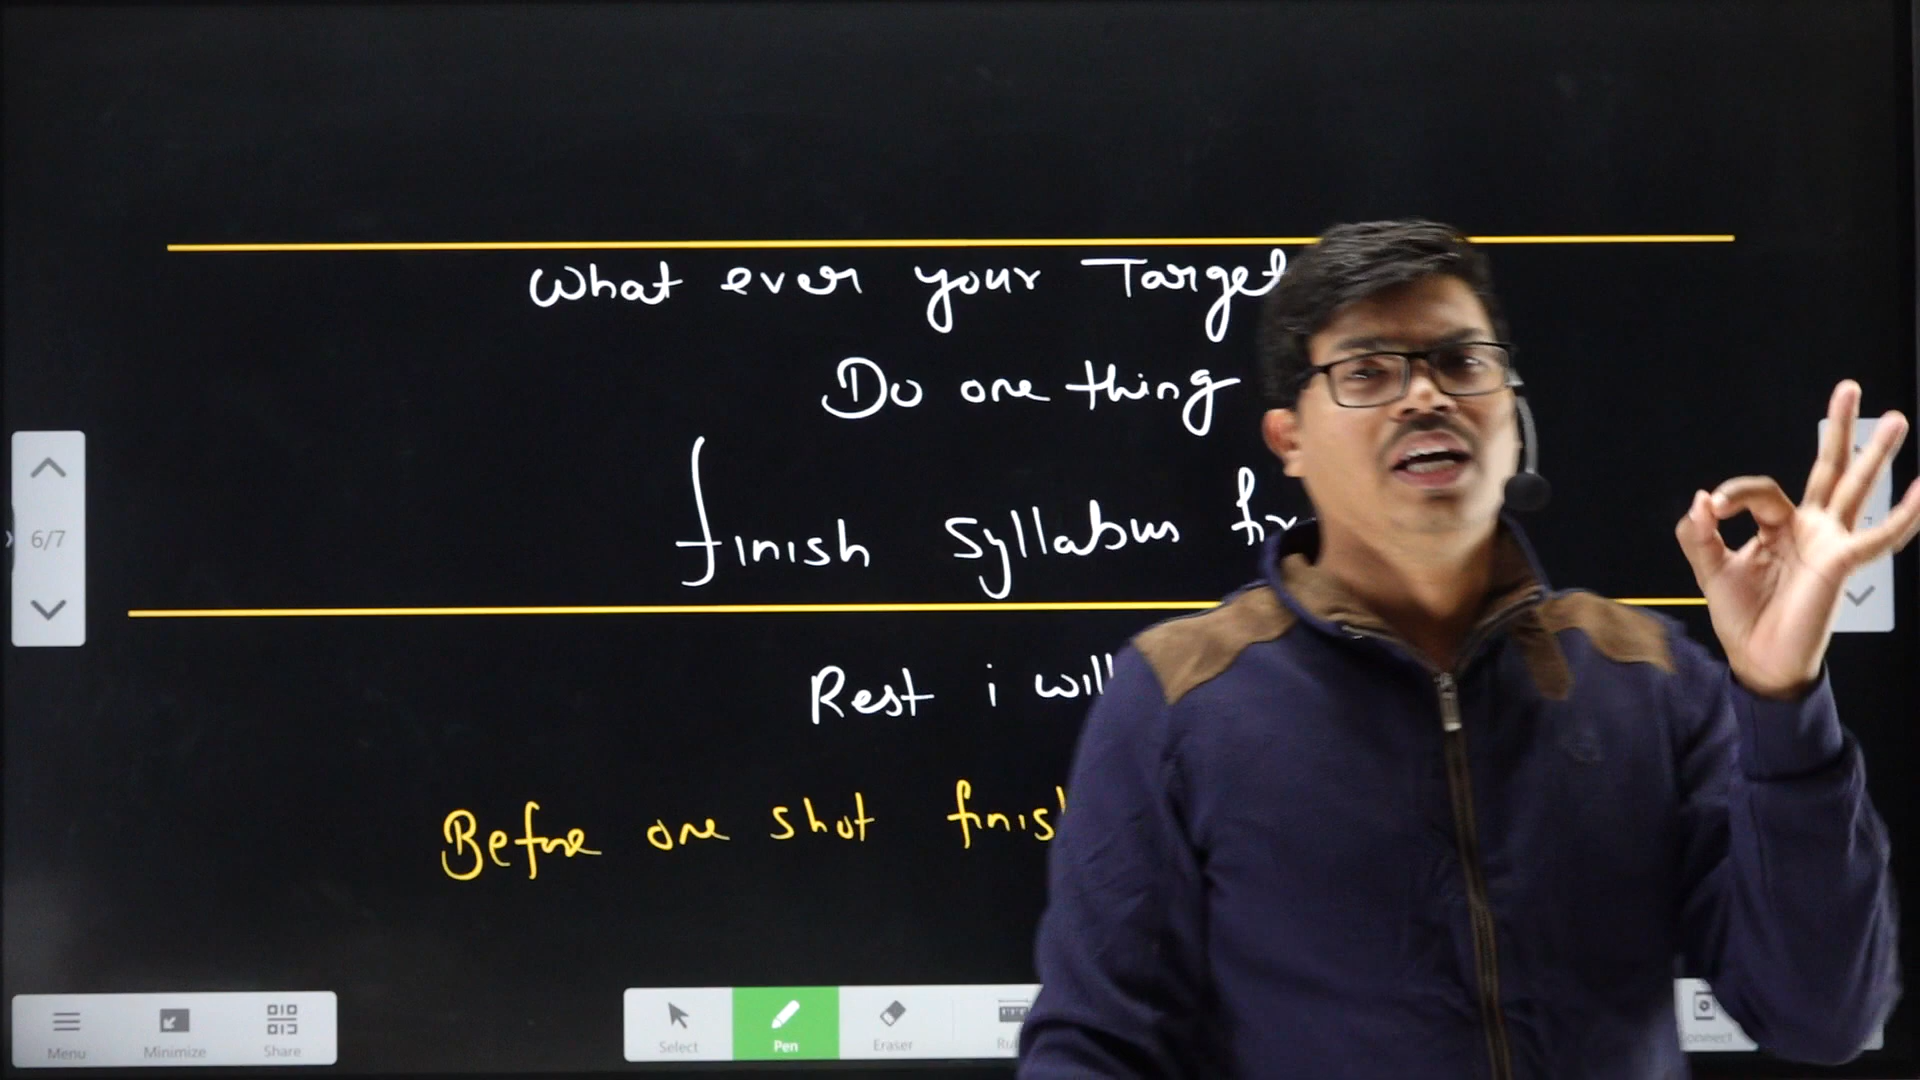 What ever your Target
Do one thing
finish syllabus
6/7
Rest i will
Before one shot
Menu Minimize Share Select Pen Eraser